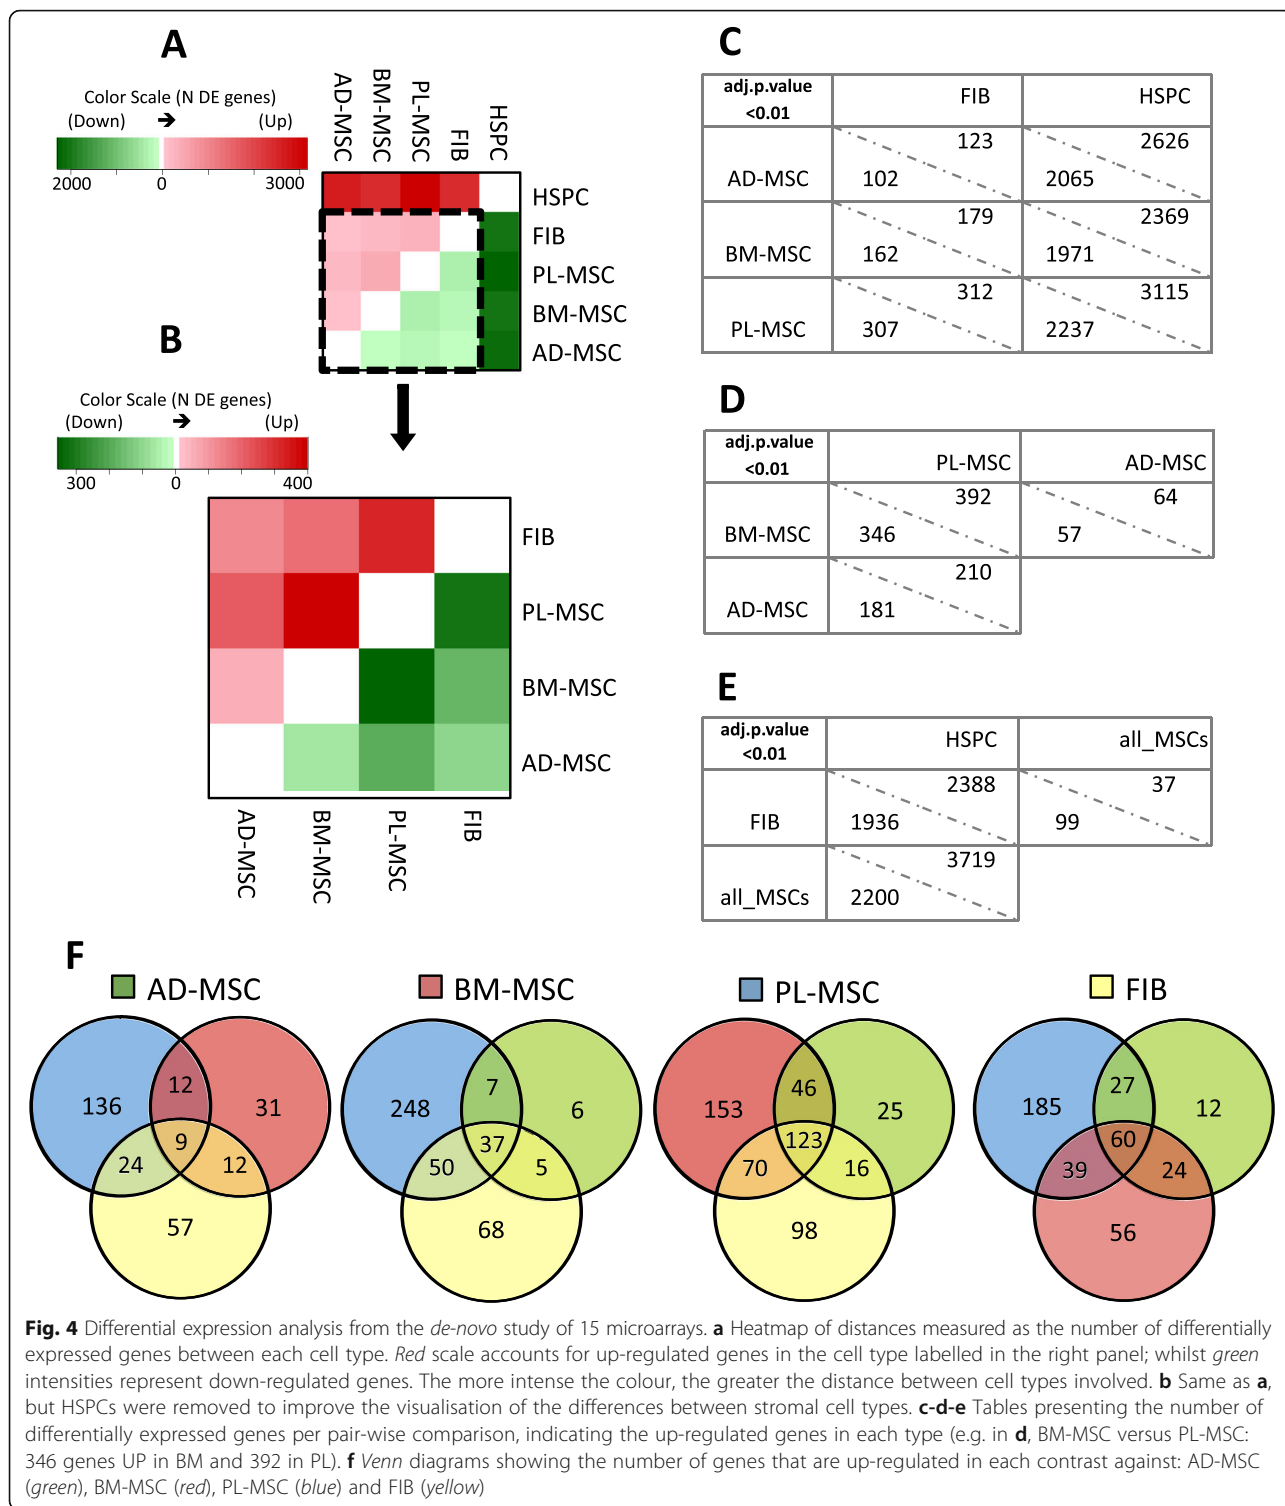 A
Color Scale (N DE genes)
(Down) ➔ (Up)
2000 0 3000
AD-MSC
BM-MSC
PL-MSC
FIB
HSPC
HSPC
FIB
PL-MSC
BM-MSC
AD-MSC
B
Color Scale (N DE genes)
(Down) ➔ (Up)
300 0 400
FIB
PL-MSC
BM-MSC
AD-MSC
AD-MSC
BM-MSC
PL-MSC
FIB
C
adj.p.value
<0.01
FIB HSPC
123 2626
AD-MSC 102 2065
179 2369
BM-MSC 162 1971
312 3115
PL-MSC 307 2237
D
adj.p.value
<0.01
PL-MSC AD-MSC
392 64
BM-MSC 346 57
210
AD-MSC 181
E
adj.p.value
<0.01
HSPC all_MSCs
2388 37
FIB 1936 99
3719
all_MSCs 2200
F
AD-MSC
136 12 31
9
24 12
57
BM-MSC
248 7 6
37
50 5
68
PL-MSC
153 46 25
123
70 16
98
FIB
185 27 12
60
39 24
56
Fig. 4 Differential expression analysis from the de-novo study of 15 microarrays. a Heatmap of distances measured as the number of differentially
expressed genes between each cell type. Red scale accounts for up-regulated genes in the cell type labelled in the right panel; whilst green
intensities represent down-regulated genes. The more intense the colour, the greater the distance between cell types involved. b Same as a,
but HSPCs were removed to improve the visualisation of the differences between stromal cell types. c-d-e Tables presenting the number of
differentially expressed genes per pair-wise comparison, indicating the up-regulated genes in each type (e.g. in d, BM-MSC versus PL-MSC:
346 genes UP in BM and 392 in PL). f Venn diagrams showing the number of genes that are up-regulated in each contrast against: AD-MSC
(green), BM-MSC (red), PL-MSC (blue) and FIB (yellow)